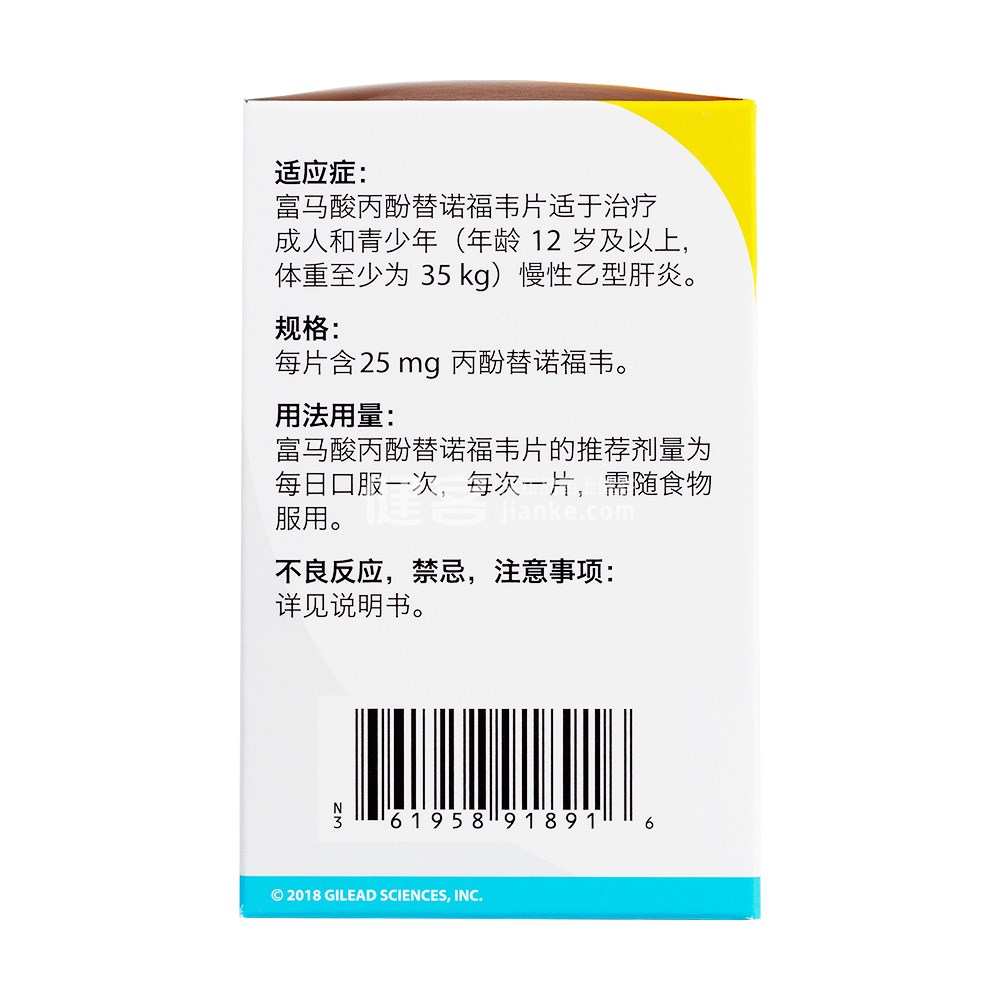 适应症：
富马酸丙酚替诺福韦片适于治疗
成人和青少年（年龄 12 岁及以上，
体重至少为 35 kg）慢性乙型肝炎。
规格：
每片含25 mg 丙酚替诺福韦。
用法用量：
富马酸丙酚替诺福韦片的推荐剂量为
每日口服一次，每次一片，需随食物
服用。
健客
jianke.com
不良反应，禁忌，注意事项：
详见说明书。
N
3 61958 91891 6
© 2018 GILEAD SCIENCES, INC.